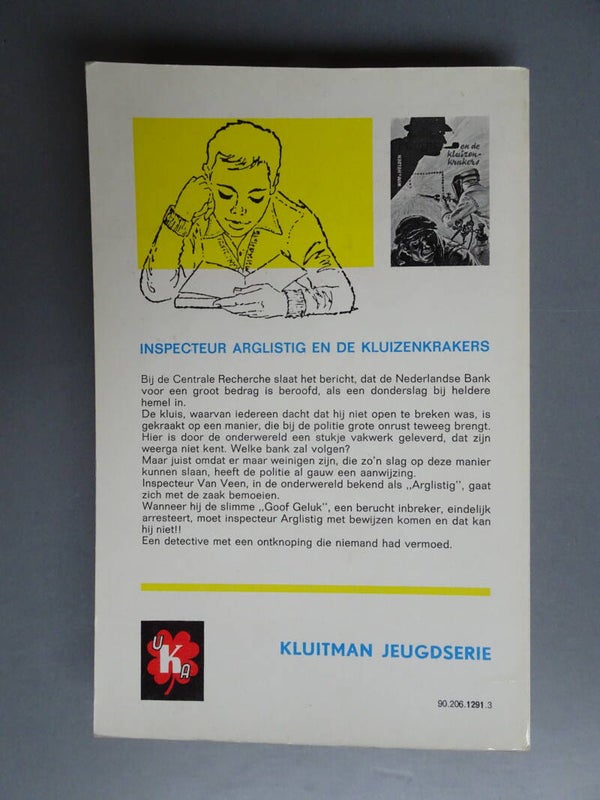 en de
kluizen-
krakers
INSPECTEUR ARGLISTIG EN DE KLUIZENKRAKERS
Bij de Centrale Recherche slaat het bericht, dat de Nederlandse Bank
voor een groot bedrag is beroofd, als een donderslag bij heldere
hemel in.
De kluis, waarvan iedereen dacht dat hij niet open te breken was, is
gekraakt op een manier, die bij de politie grote onrust teweeg brengt.
Hier is door de onderwereld een stukje vakwerk geleverd, dat zijn
weerga niet kent. Welke bank zal volgen?
Maar juist omdat er maar weinigen zijn, die zo'n slag op deze manier
kunnen slaan, heeft de politie al gauw een aanwijzing.
Inspecteur Van Veen, in de onderwereld bekend als ,,Arglistig", gaat
zich met de zaak bemoeien.
Wanneer hij de slimme ,,Goof Geluk", een berucht inbreker, eindelijk
arresteert, moet inspecteur Arglistig met bewijzen komen en dat kan
hij niet!!
Een detective met een ontknoping die niemand had vermoed.
UKA
KLUITMAN JEUGDSERIE
90.206.1291.3